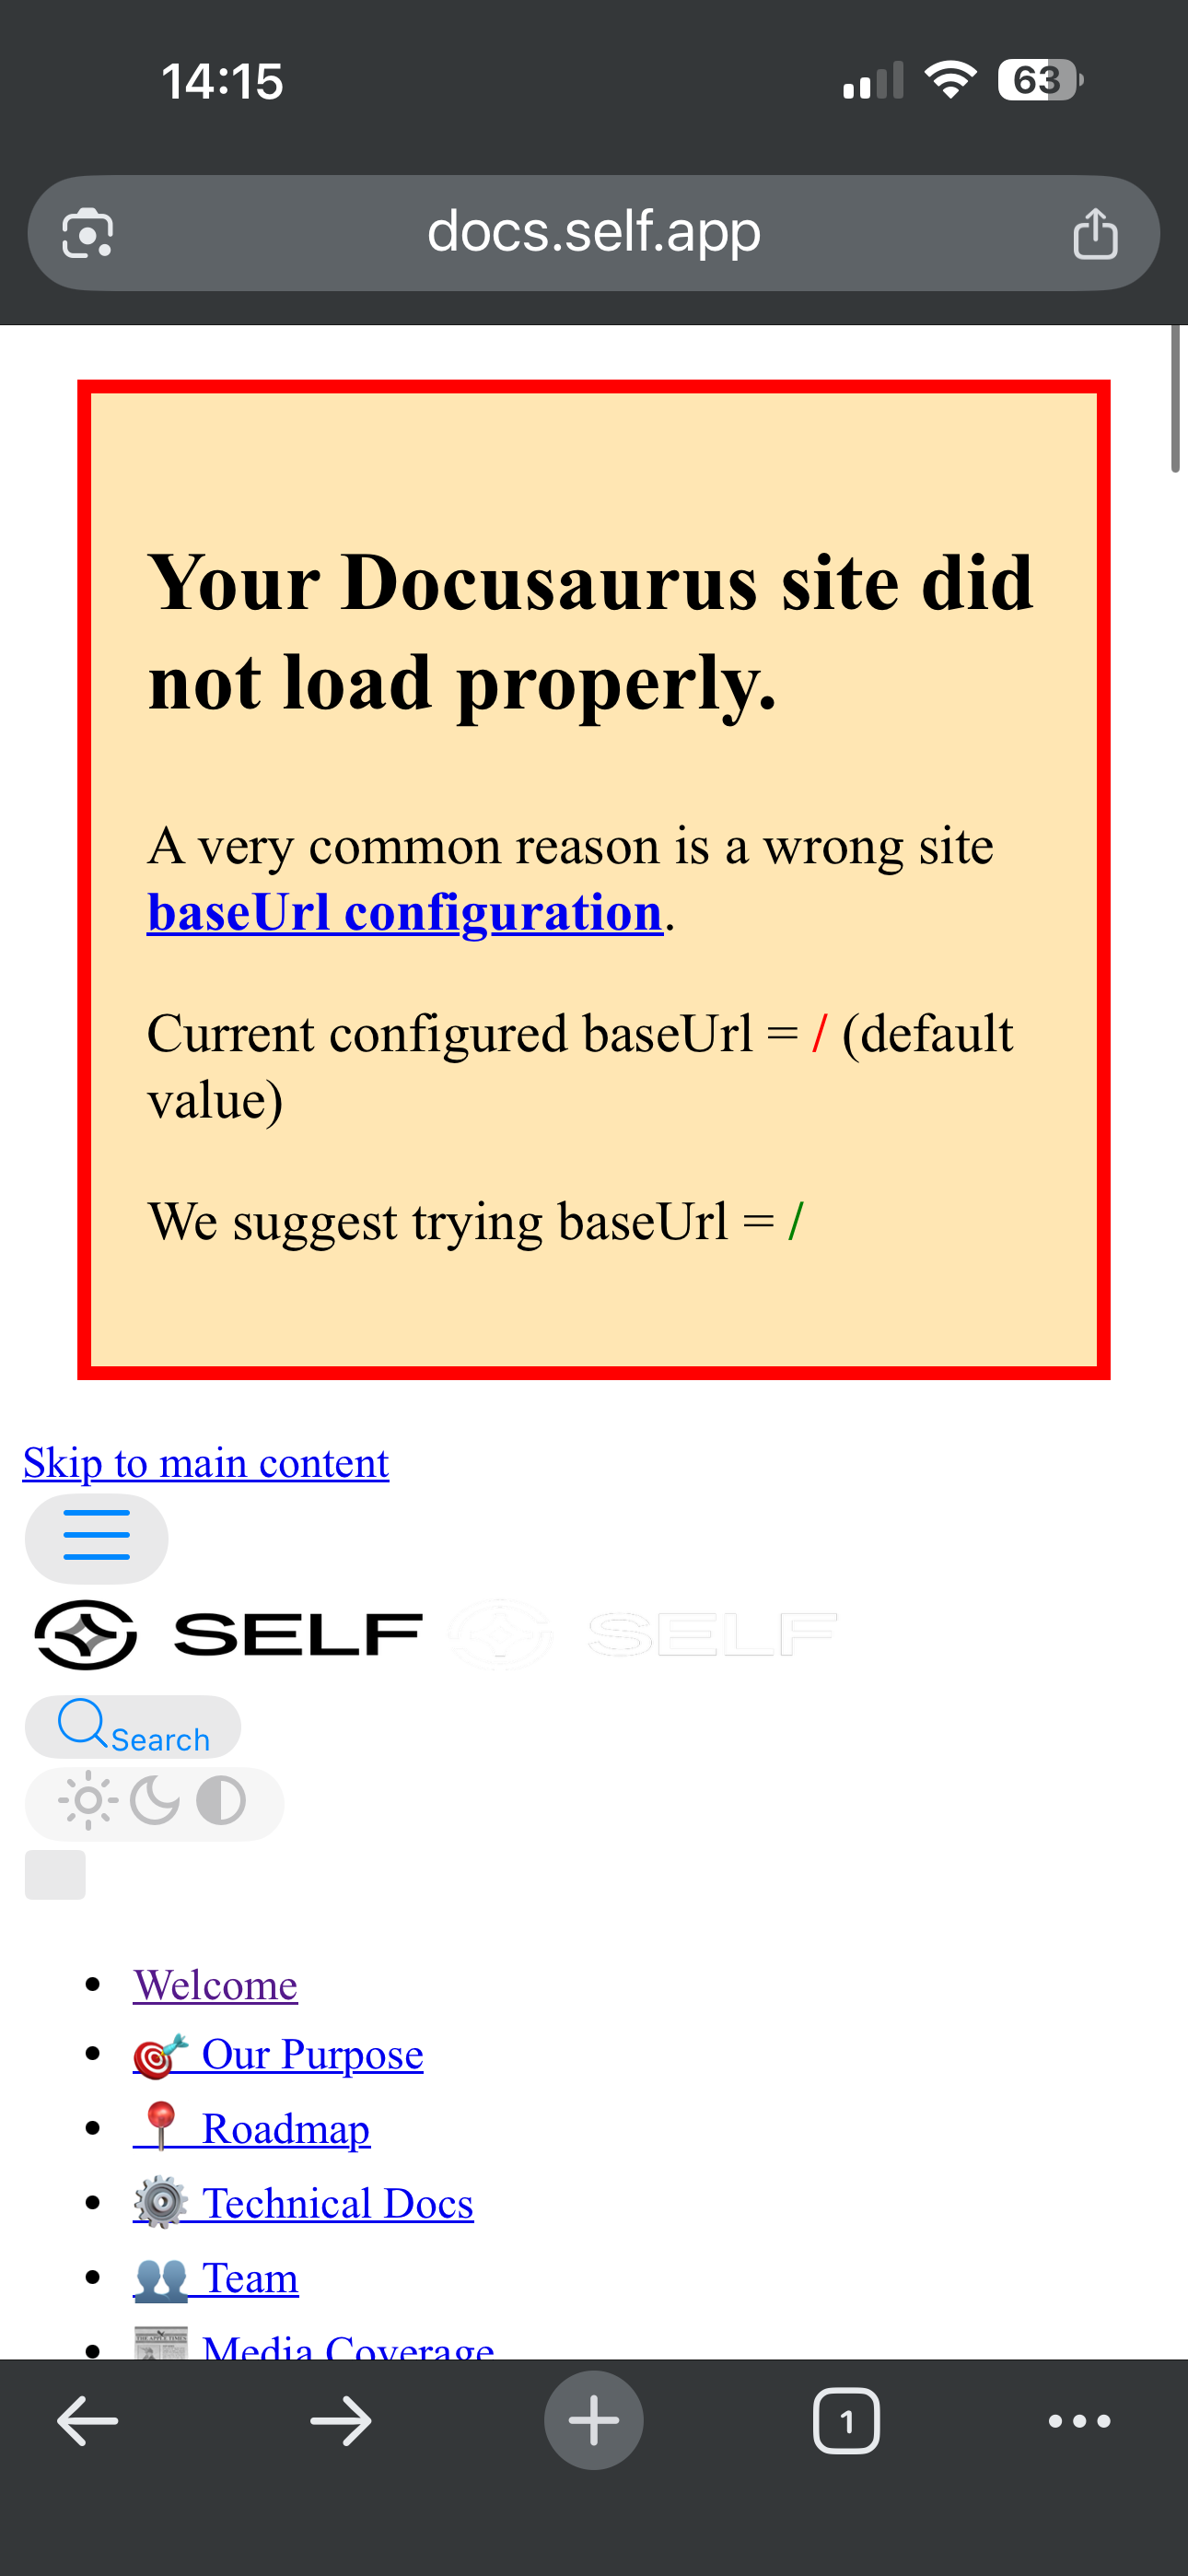 14:15
63
docs.self.app
Your Docusaurus site did
not load properly.
A very common reason is a wrong site
baseUrl configuration.
Current configured baseUrl = / (default
value)
We suggest trying baseUrl = /
Skip to main content
SELF SELF
Search
Welcome
🎯 Our Purpose
📍 Roadmap
⚙️ Technical Docs
👥 Team
📰 Media Coverage
1